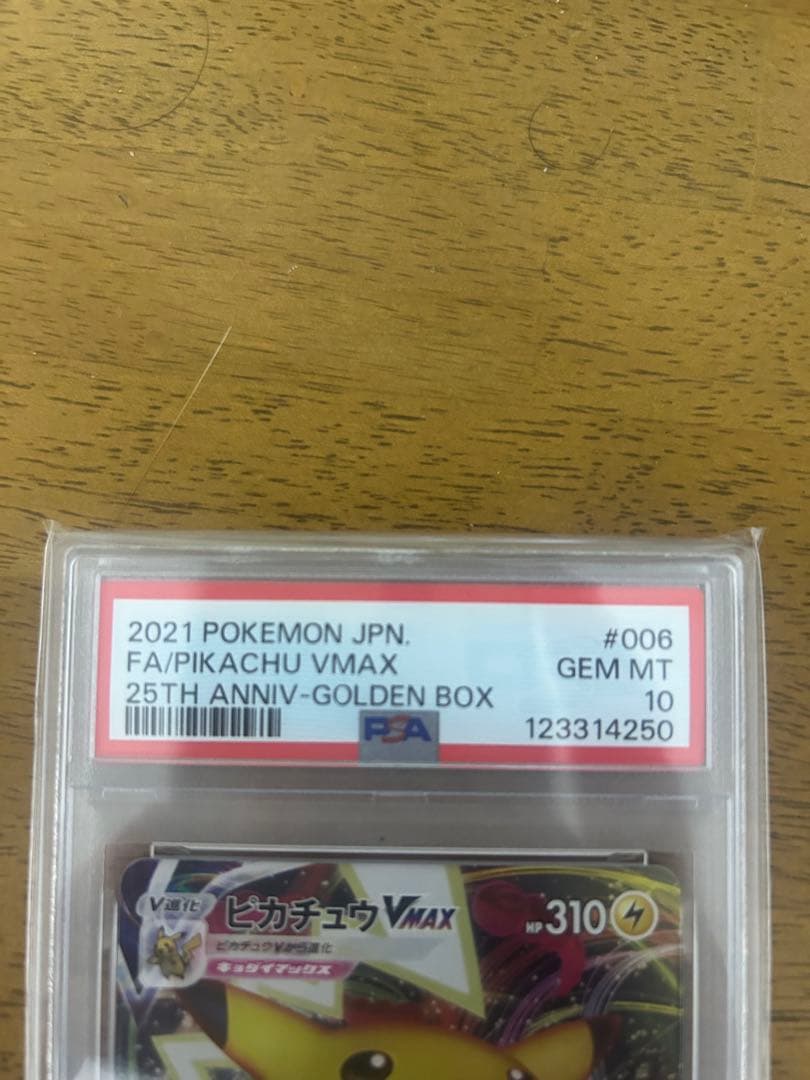 2021 POKEMON JPN. #006
FA/PIKACHU VMAX GEM MT
25TH ANNIV-GOLDEN BOX 10
PSA 123314250
V進化 ピカチュウVMAX HP310
ピカチュウVから進化
キョダイマックス